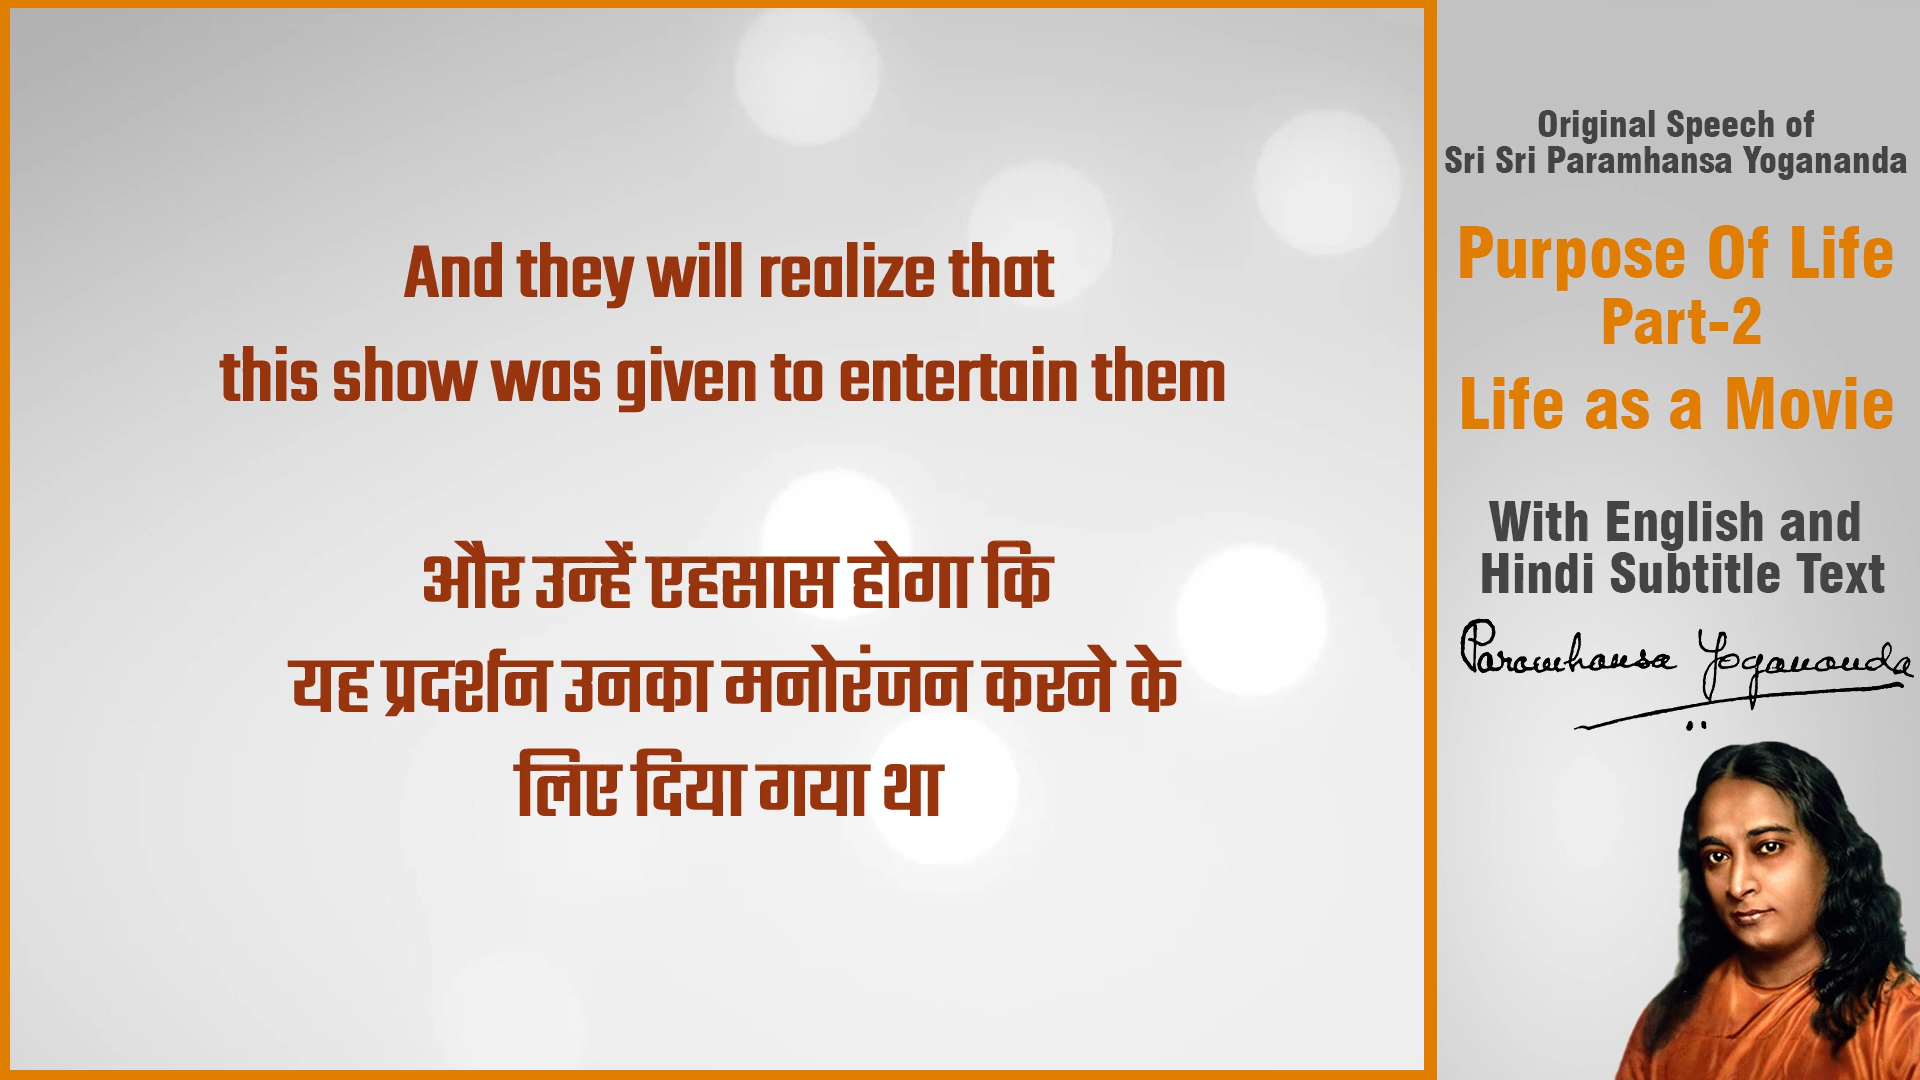 And they will realize that
this show was given to entertain them
और उन्हें एहसास होगा कि
यह प्रदर्शन उनका मनोरंजन करने के
लिए दिया गया था
Original Speech of
Sri Sri Paramhansa Yogananda
Purpose Of Life
Part-2
Life as a Movie
With English and
Hindi Subtitle Text
Paramhansa Yogananda